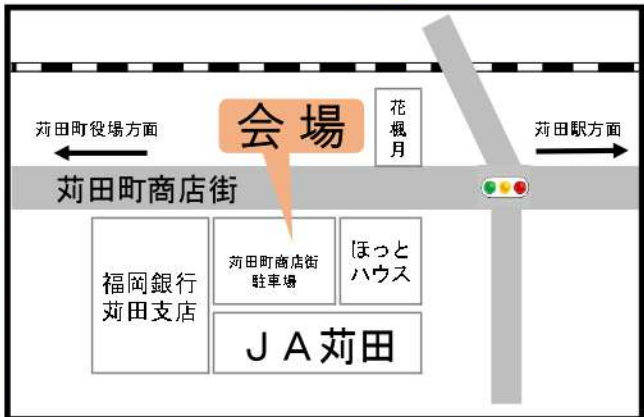 苅田町役場方面
会場
花楓月
苅田駅方面
苅田町商店街
福岡銀行
苅田支店
苅田町商店街
駐車場
ほっと
ハウス
JA苅田